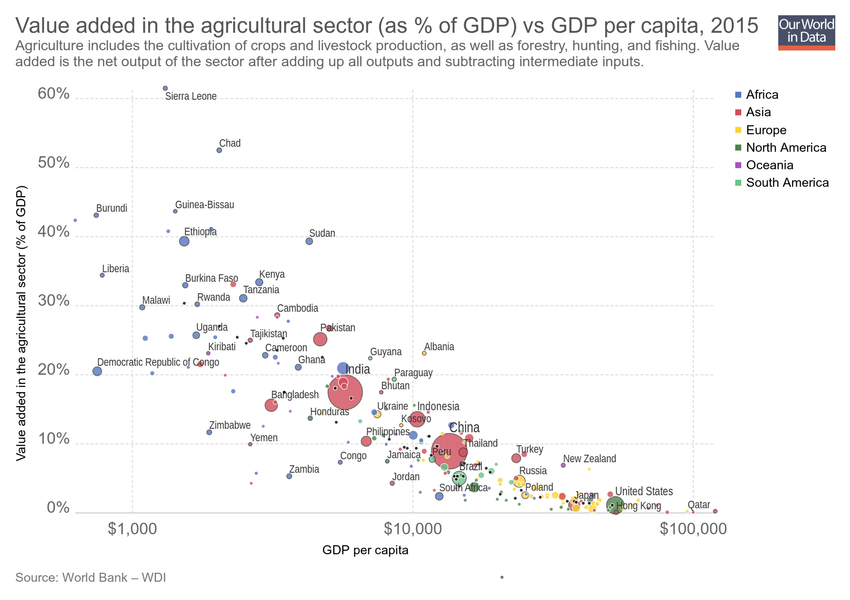 Value added in the agricultural sector (as % of GDP) vs GDP per capita, 2015
Our World
in Data
Agriculture includes the cultivation of crops and livestock production, as well as forestry, hunting, and fishing. Value
added is the net output of the sector after adding up all outputs and subtracting intermediate inputs.
60%
Sierra Leone
Africa
Asia
Europe
North America
Oceania
South America
Chad
50%
Burundi
Guinea-Bissau
40%
Ethiopia
Sudan
Liberia
Burkina Faso
Kenya
Tanzania
30%
Malawi
Rwanda
Cambodia
Uganda
Tajikistan
Pakistan
Kiribati
Cameroon
Guyana
Albania
20%
Democratic Republic of Congo
Ghana
India
Paraguay
Bhutan
Bangladesh
Honduras
Ukraine
Indonesia
Kosovo
Zimbabwe
Philippines
China
10%
Yemen
Thailand
Jamaica
Peru
Turkey
Congo
New Zealand
Zambia
Brazil
Russia
Jordan
South Africa
Poland
Japan
United States
Hong Kong
Qatar
0%
$1,000
$10,000
$100,000
Value added in the agricultural sector (% of GDP)
GDP per capita
Source: World Bank – WDI